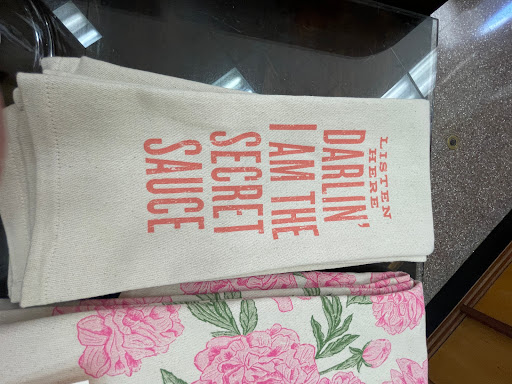 LISTEN
HERE
DARLIN'
I AM THE
SECRET
SAUCE